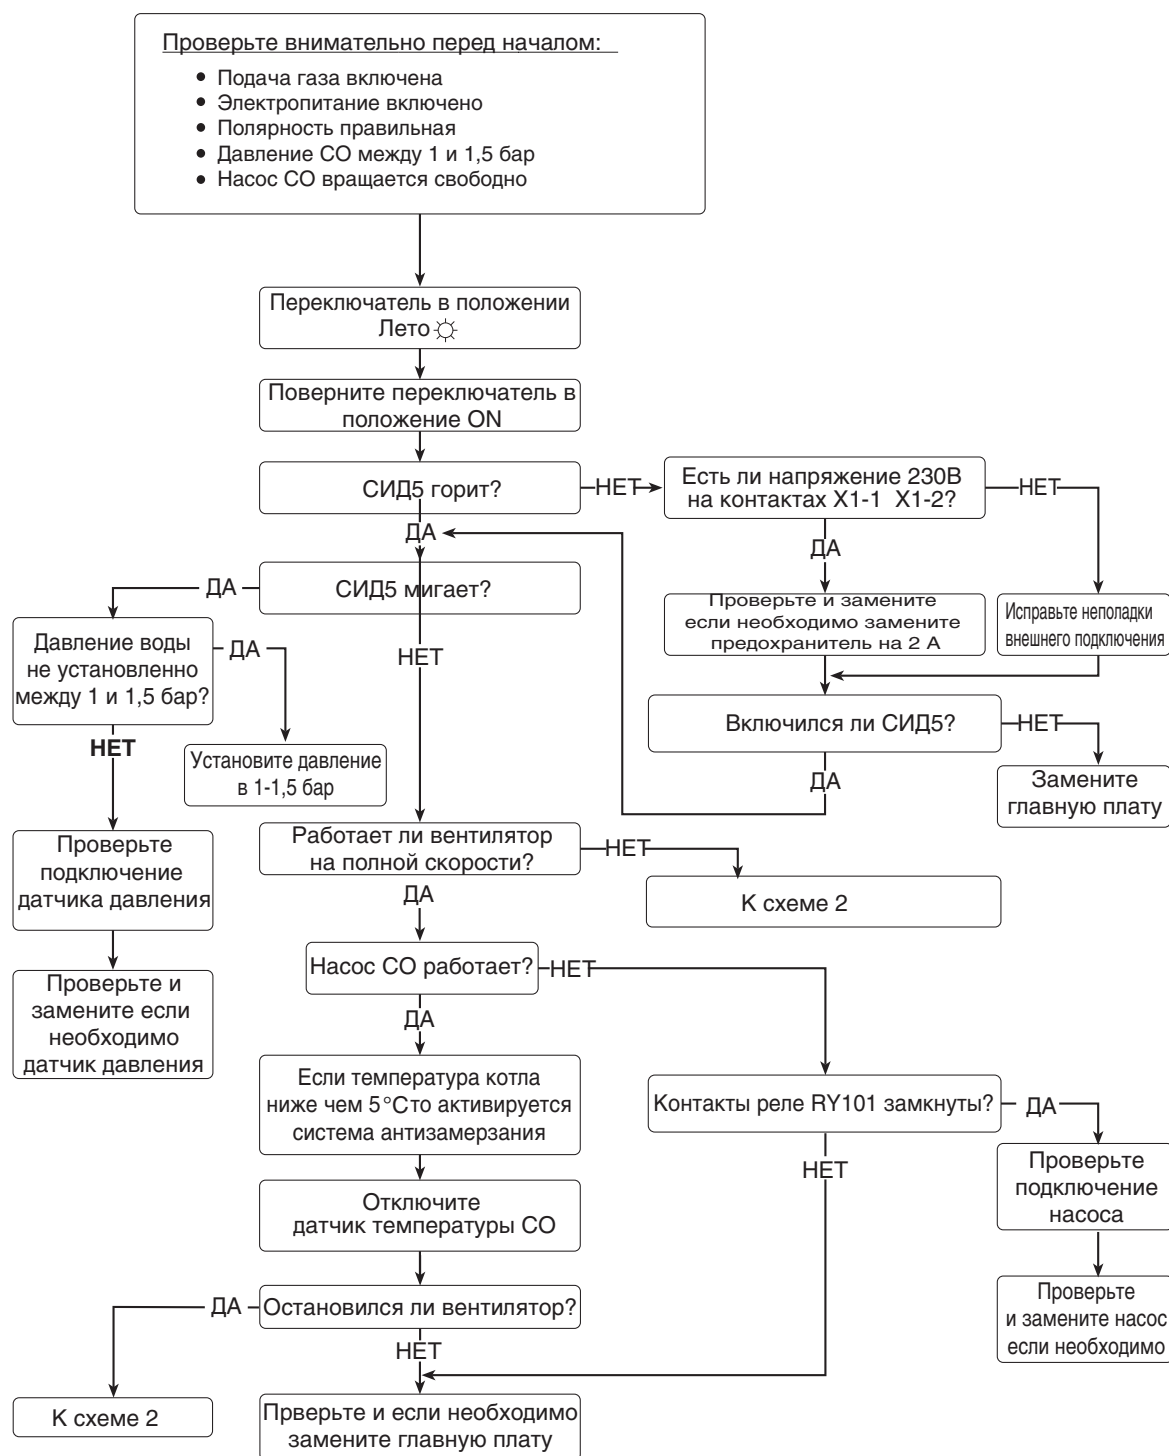 Проверьте внимательно перед началом:
• Подача газа включена
• Электропитание включено
• Полярность правильная
• Давление СО между 1 и 1,5 бар
• Насос СО вращается свободно
Переключатель в положении
Лето
Поверните переключатель в
положение ON
СИД5 горит?
НЕТ
Есть ли напряжение 230В
на контактах X1-1 X1-2?
НЕТ
ДА
ДА
СИД5 мигает?
ДА
Проверьте и замените
если необходимо замените
предохранитель на 2 А
Исправьте неполадки
внешнего подключения
Давление воды
не установленно
между 1 и 1,5 бар?
ДА
НЕТ
НЕТ
Установите давление
в 1-1,5 бар
Включился ли СИД5?
НЕТ
ДА
Замените
главную плату
Проверьте
подключение
датчика давления
Работает ли вентилятор
на полной скорости?
НЕТ
К схеме 2
ДА
Проверьте и
замените если
необходимо
датчик давления
Насос СО работает?
НЕТ
ДА
Если температура котла
ниже чем 5°Сто активируется
система антизамерзания
Контакты реле RY101 замкнуты?
ДА
НЕТ
Проверьте
подключение
насоса
Отключите
датчик температуры СО
Проверьте
и замените насос
если необходимо
Остановился ли вентилятор?
ДА
НЕТ
К схеме 2
Прверьте и если необходимо
замените главную плату